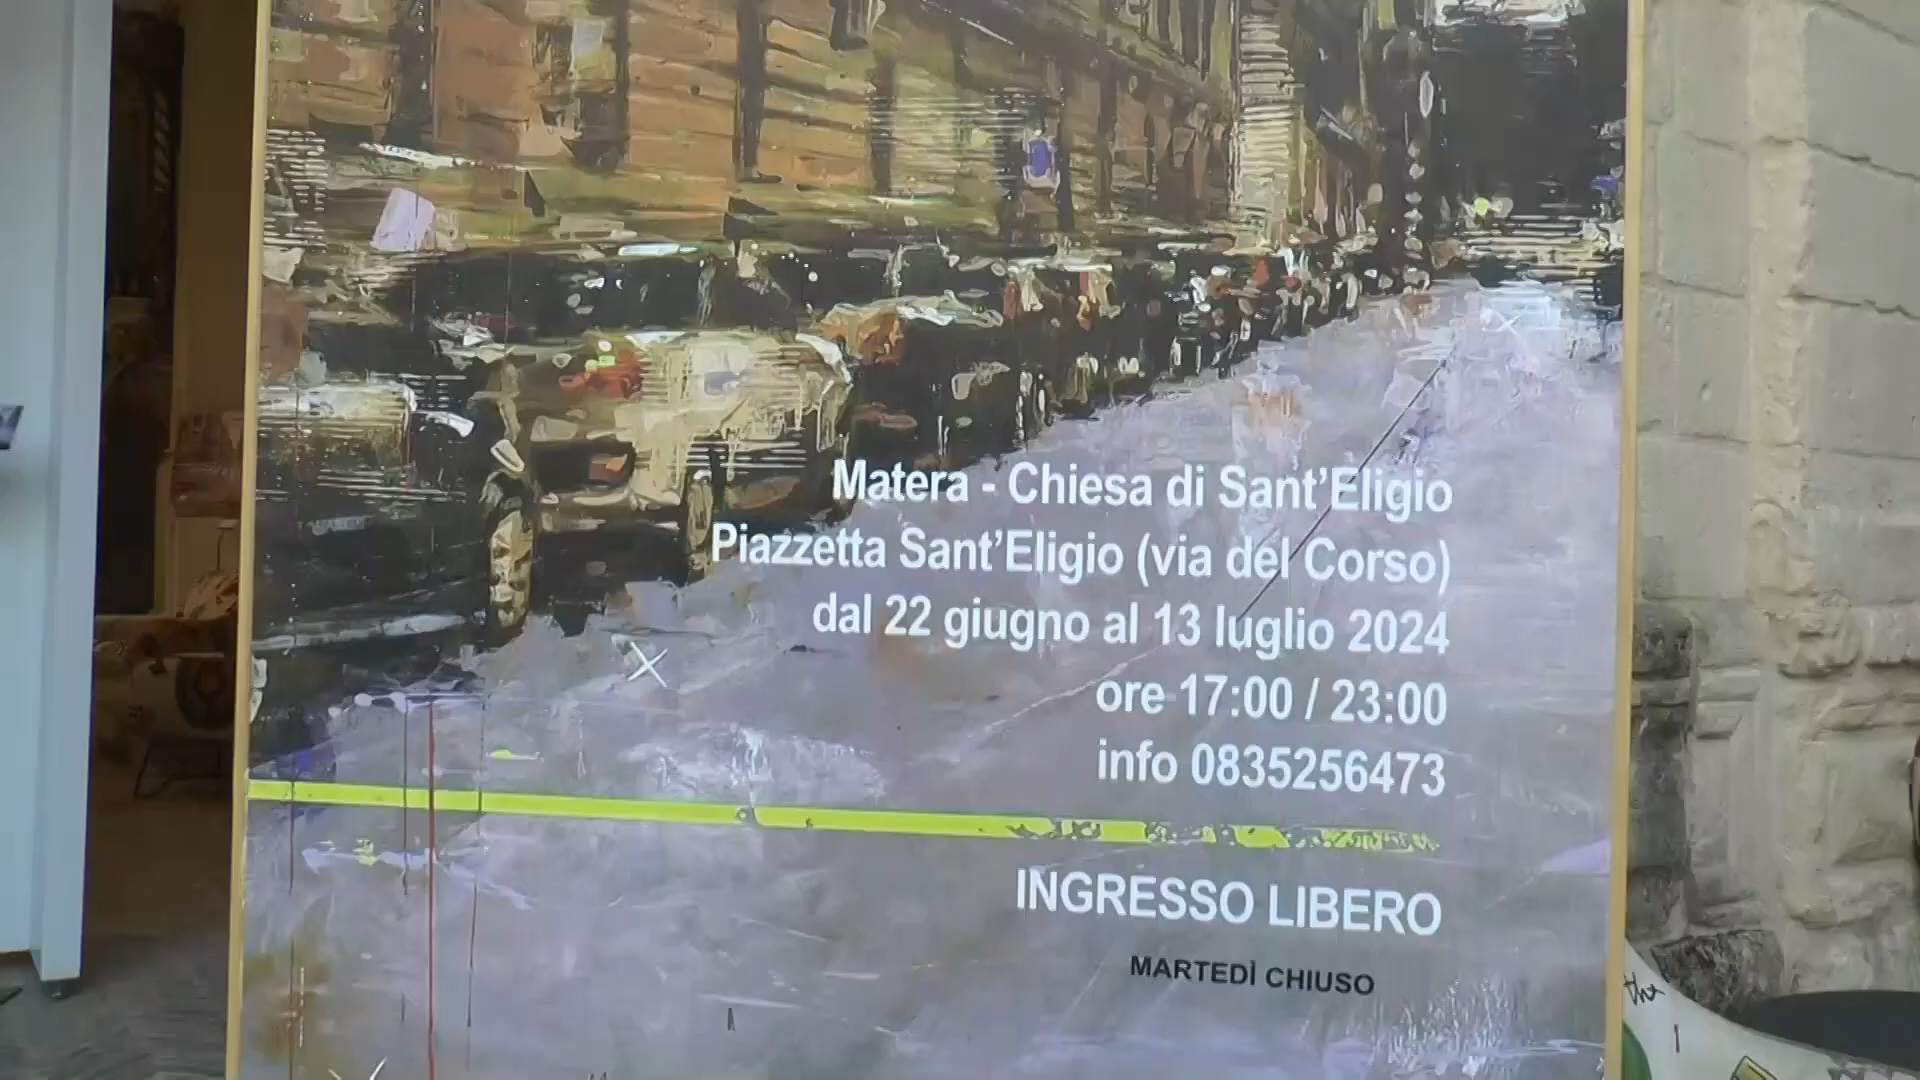 Matera - Chiesa di Sant'Eligio
Piazzetta Sant'Eligio (via del Corso)
dal 22 giugno al 13 luglio 2024
ore 17:00 / 23:00
info 0835256473
INGRESSO LIBERO
MARTEDÌ CHIUSO
the